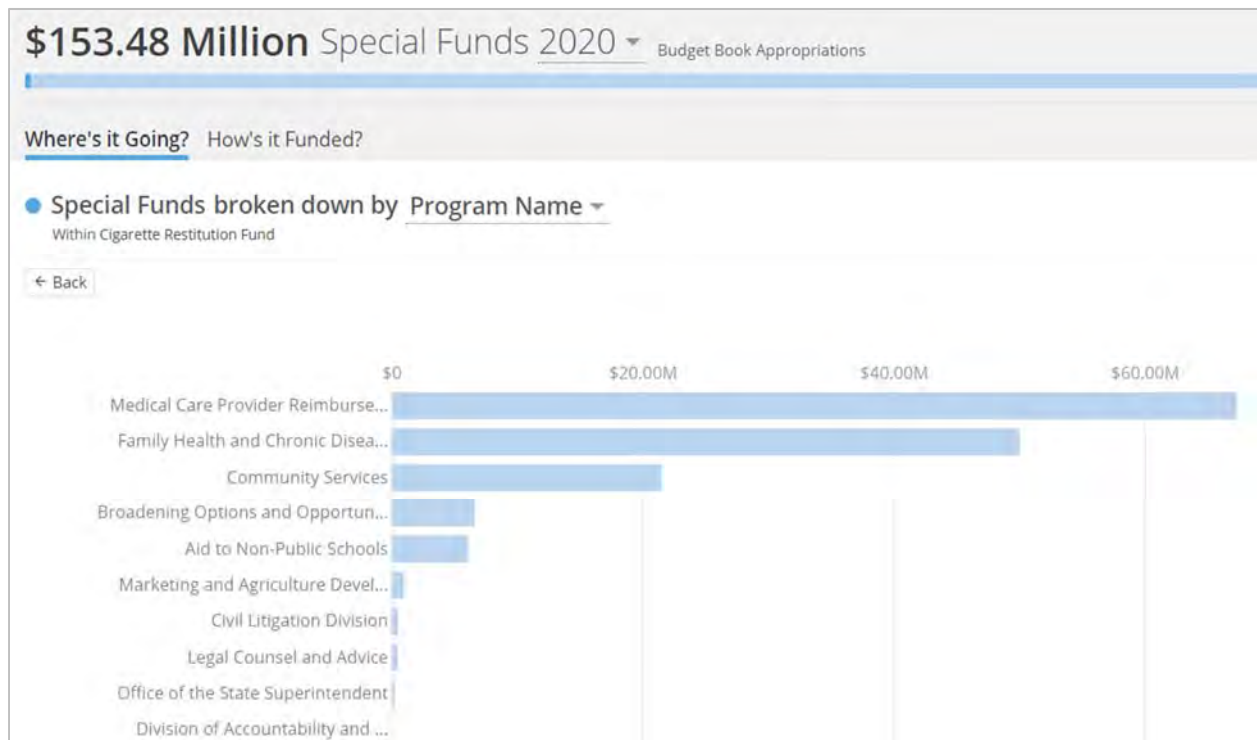 $153.48 Million Special Funds 2020 Budget Book Appropriations
Where's it Going? How's it Funded?
Special Funds broken down by Program Name
Within Cigarette Restitution Fund
← Back
$0 $20.00M $40.00M $60.00M
Medical Care Provider Reimburse...
Family Health and Chronic Disea...
Community Services
Broadening Options and Opportun...
Aid to Non-Public Schools
Marketing and Agriculture Devel...
Civil Litigation Division
Legal Counsel and Advice
Office of the State Superintendent
Division of Accountability and ...